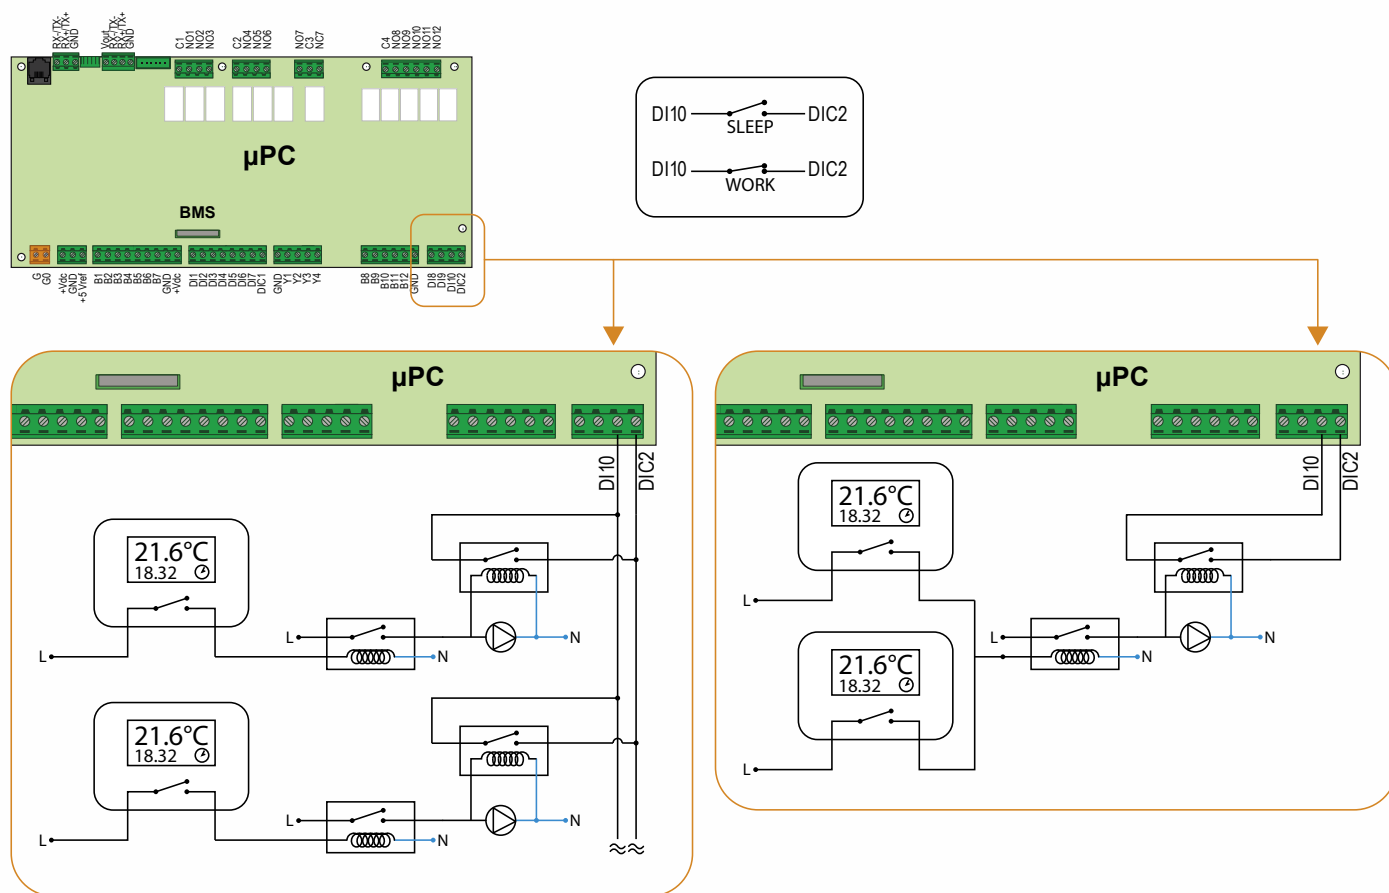 RX-/TX-
RX+/TX+
GND
Vout
RX-/TX-
RX+/TX+
GND
C1
NO1
NO2
NO3
C2
NO4
NO5
NO6
NO7
C3
NC7
C4
NO8
NO9
NO10
NO11
NO12
µPC
BMS
G
G0
+Vdc
GND
+5 Vref
B1
B2
B3
B4
B5
B6
B7
GND
+Vdc
DI1
DI2
DI3
DI4
DI5
DI6
DI7
DIC1
GND
Y1
Y2
Y3
Y4
B8
B9
B10
B11
B12
GND
DI8
DI9
DI10
DIC2
DI10 DIC2
SLEEP
DI10 DIC2
WORK
µPC
DI10
DIC2
21.6°C
18.32
L
L
N
N
21.6°C
18.32
L
L
N
N
≈≈
µPC
DI10
DIC2
21.6°C
18.32
L
21.6°C
18.32
L
L
N
N